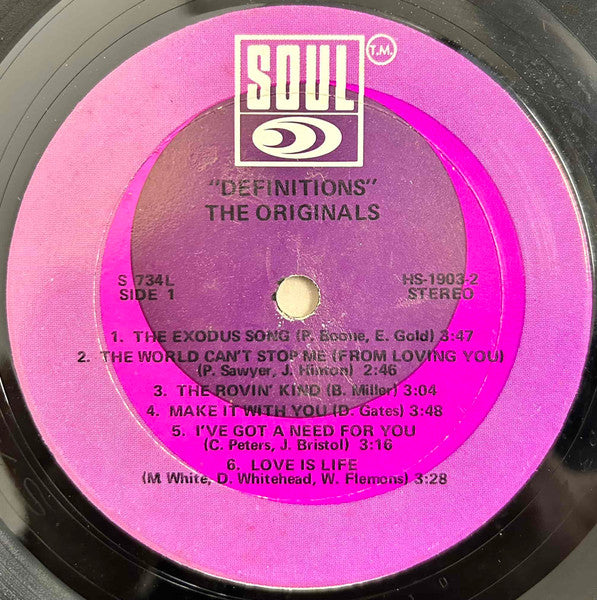 SOUL
T.M.
"DEFINITIONS"
THE ORIGINALS
S 734L
SIDE 1
HS-1903-2
STEREO
1. THE EXODUS SONG (P. Boone, E. Gold) 3:47
2. THE WORLD CAN'T STOP ME (FROM LOVING YOU)
(P. Sawyer, J. Hinton) 2:46
3. THE ROVIN' KIND (B. Miller) 3:04
4. MAKE IT WITH YOU (D. Gates) 3:48
5. I'VE GOT A NEED FOR YOU
(C. Peters, J. Bristol) 3:16
6. LOVE IS LIFE
(M. White, D. Whitehead, W. Flemons) 3:28